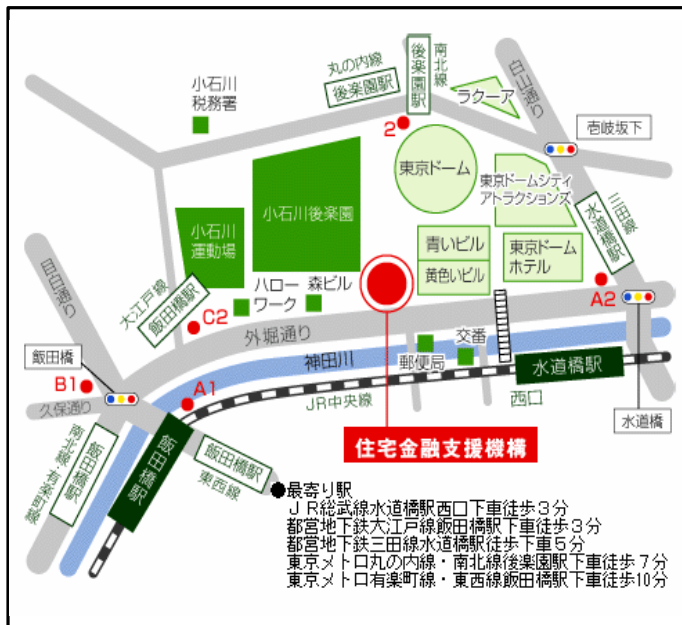 小石川
税務署
丸の内線
後楽園駅
後楽園駅
南北線
ラクーア
白山通り
壱岐坂下
2
東京ドーム
東京ドームシティ
アトラクションズ
三田線
水道橋駅
小石川後楽園
小石川
運動場
青いビル
黄色いビル
東京ドーム
ホテル
目白通り
大江戸線
飯田橋駅
ハロー
ワーク
森ビル
C2
A2
外堀通り
飯田橋
神田川
郵便局
交番
水道橋駅
B1
A1
久保通り
JR中央線
西口
水道橋
南北線・有楽町線
飯田橋駅
飯田橋駅
飯田橋駅
東西線
住宅金融支援機構
●最寄り駅
JR総武線水道橋駅西口下車徒歩3分
都営地下鉄大江戸線飯田橋駅下車徒歩3分
都営地下鉄三田線水道橋駅徒歩下車5分
東京メトロ丸の内線・南北線後楽園駅下車徒歩7分
東京メトロ有楽町線・東西線飯田橋駅下車徒歩10分